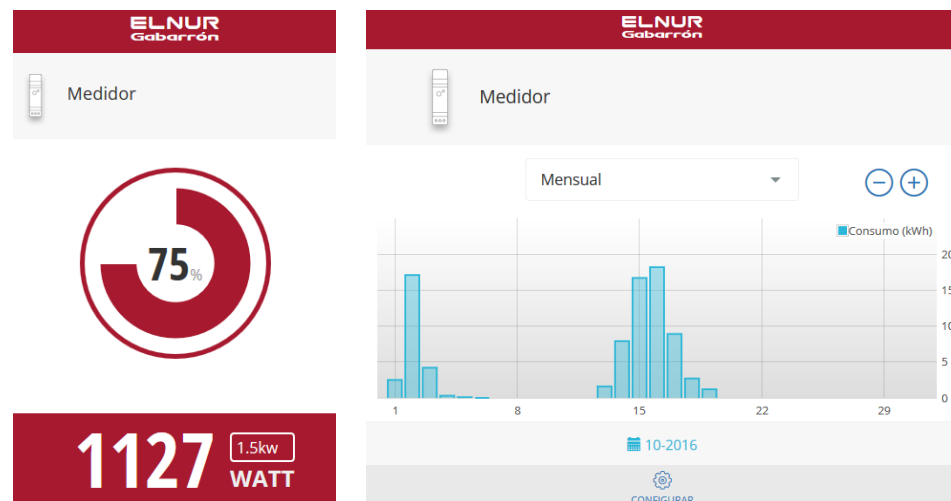 ELNUR
Gabarrón
Medidor
75%
1127
1.5kw
WATT
ELNUR
Gabarrón
Medidor
Mensual
Consumo (kWh)
20
15
10
5
0
1 8 15 22 29
10-2016
CONFIGURAR